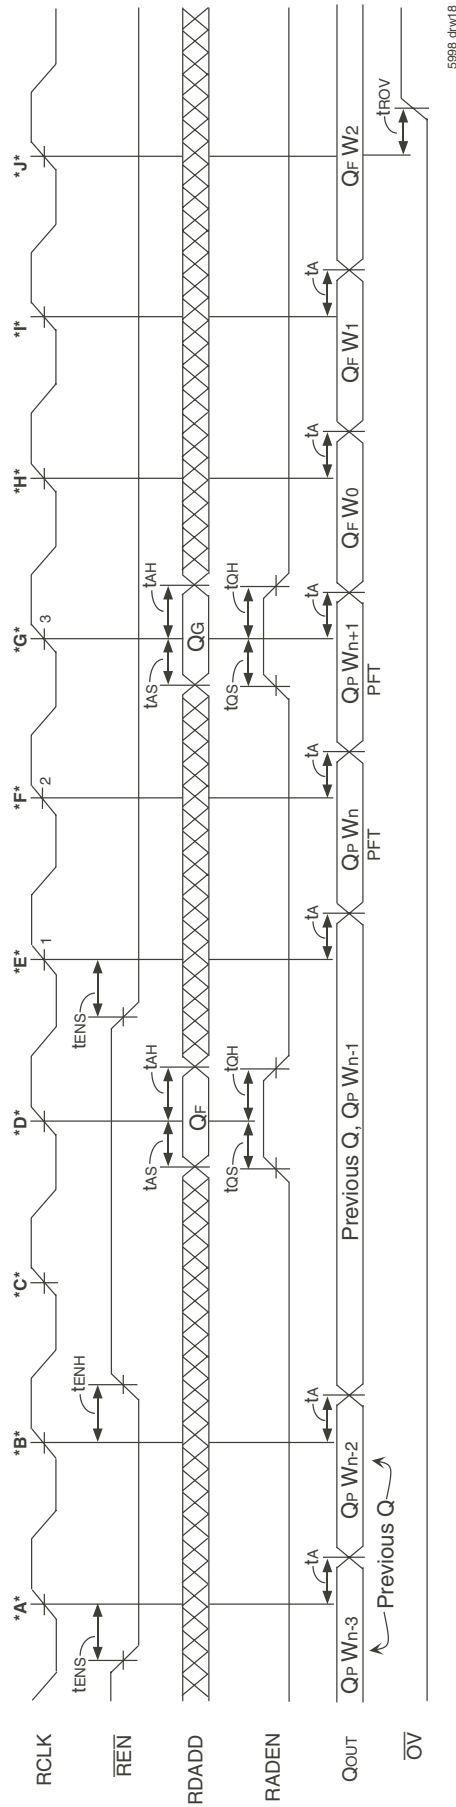 *A* *B* *C* *D* *E* *F* *G* *H* *I* *J*
RCLK 1 2 3
tENS tENH tENS
REN
tAS tAH tAS tAH
RDADD QF QG
tQS tQH tQS tQH
RADEN
tA tA tA tA tA tA tA tA
QOUT QP Wn-3 QP Wn-2 Previous Q, QP Wn-1 QP Wn QP Wn+1 QF W0 QF W1 QF W2
PFT PFT
Previous Q
tROV
OV
5998 drw18